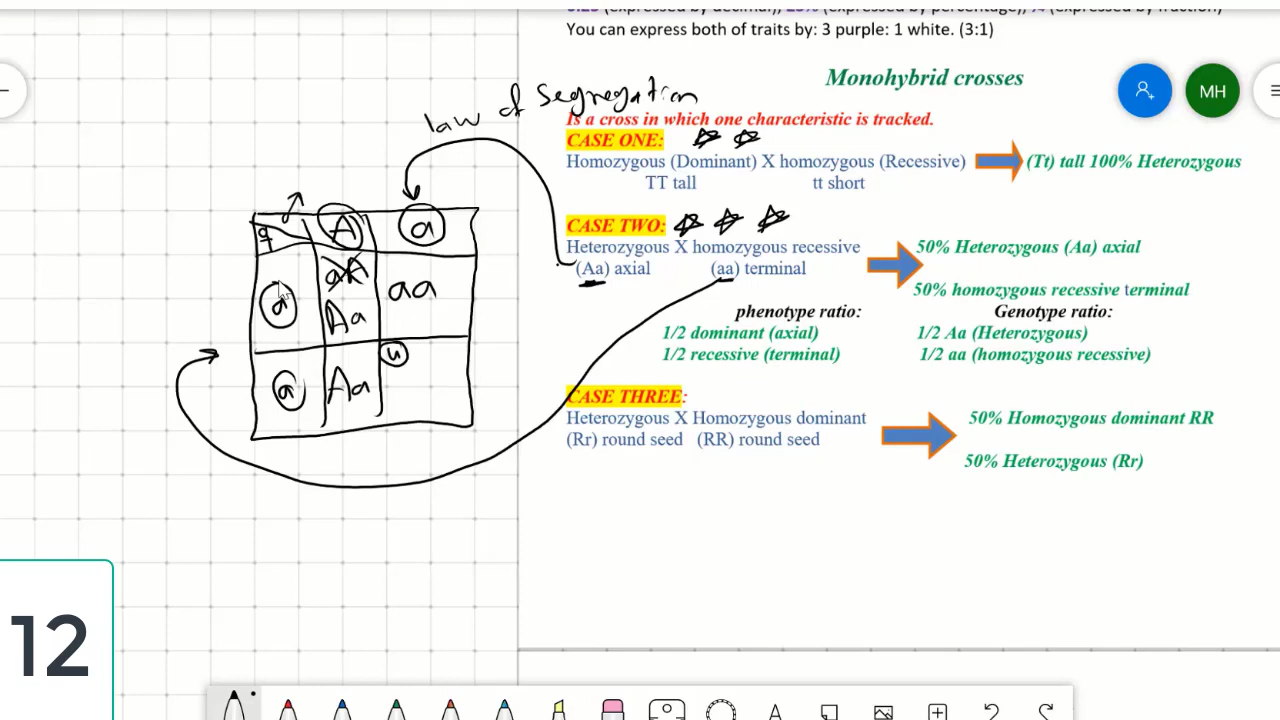 You can express both of traits by: 3 purple: 1 white. (3:1)
Monohybrid crosses
MH
law of segregation
Is a cross in which one characteristic is tracked.
CASE ONE:
Homozygous (Dominant) X homozygous (Recessive)
(Tt) tall 100% Heterozygous
TT tall
tt short
CASE TWO:
Heterozygous X homozygous recessive
50% Heterozygous (Aa) axial
(Aa) axial
(aa) terminal
50% homozygous recessive terminal
phenotype ratio:
Genotype ratio:
1/2 dominant (axial)
1/2 Aa (Heterozygous)
1/2 recessive (terminal)
1/2 aa (homozygous recessive)
CASE THREE:
Heterozygous X Homozygous dominant
50% Homozygous dominant RR
(Rr) round seed (RR) round seed
50% Heterozygous (Rr)
A
a
a
Aa
aa
a
Aa
12